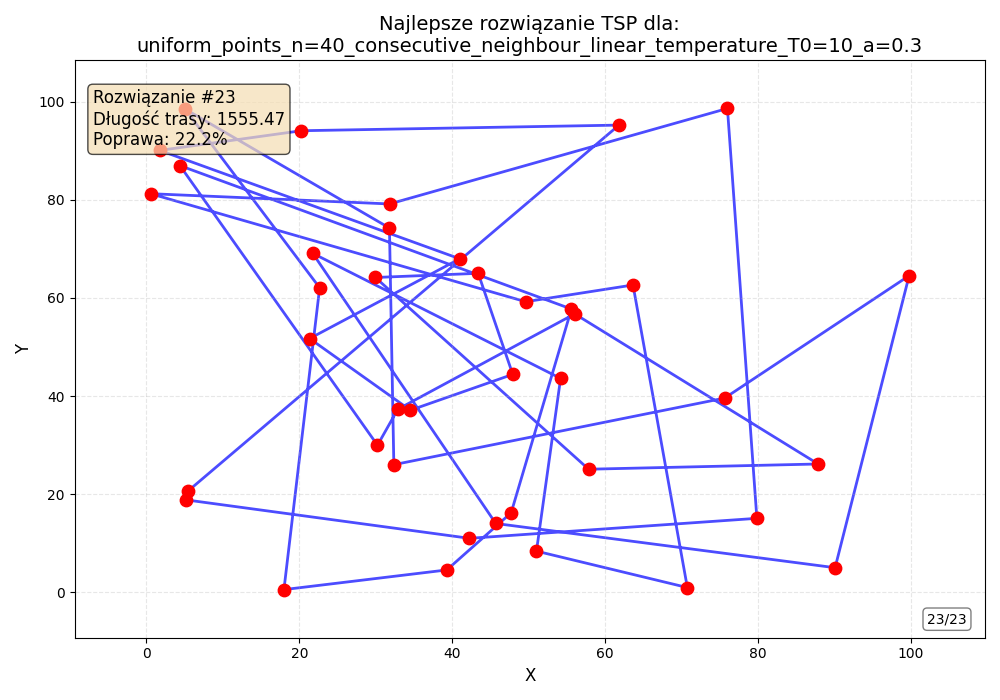 Najlepsze rozwiązanie TSP dla:
uniform_points_n=40_consecutive_neighbour_linear_temperature_T0=10_a=0.3
Rozwiązanie #23
Długość trasy: 1555.47
Poprawa: 22.2%
100
80
60
40
20
0
Y
23/23
0 20 40 60 80 100
X